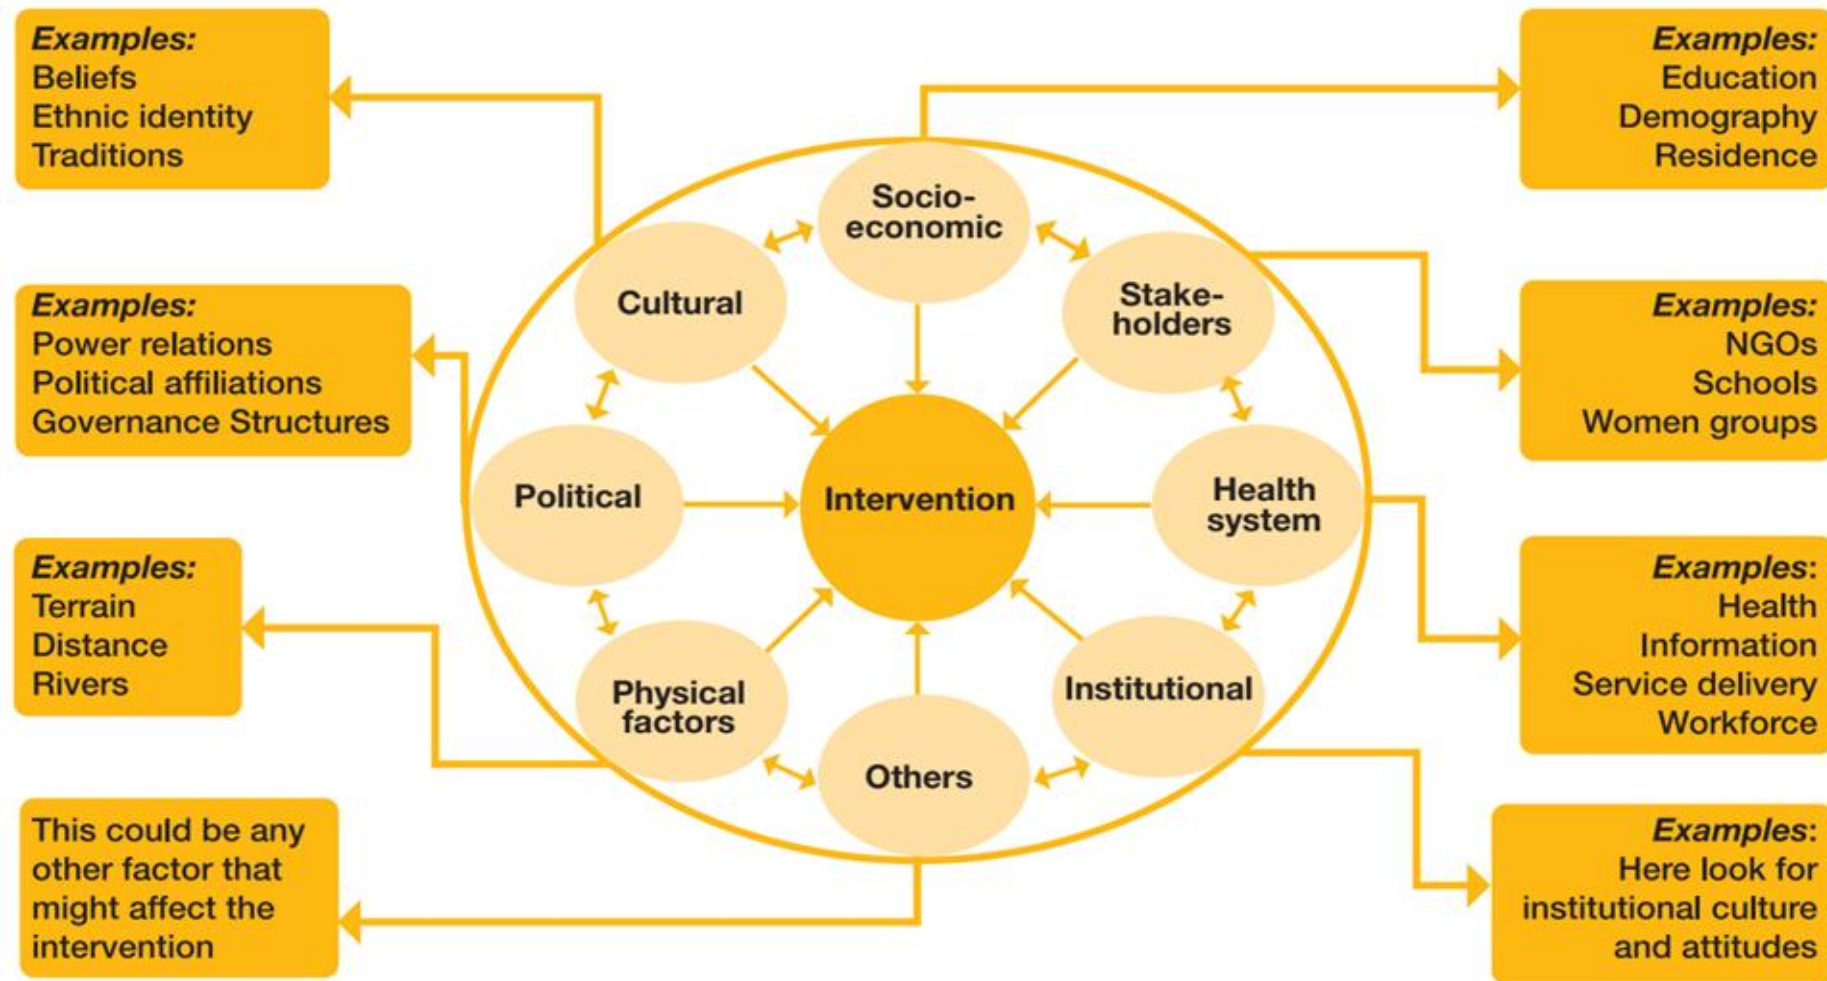 Examples:
Beliefs
Ethnic identity
Traditions
Examples:
Education
Demography
Residence
Socio-
economic
Cultural
Stake-
holders
Examples:
Power relations
Political affiliations
Governance Structures
Examples:
NGOs
Schools
Women groups
Political
Intervention
Health
system
Examples:
Terrain
Distance
Rivers
Examples:
Health
Information
Service delivery
Workforce
Physical
factors
Institutional
Others
This could be any
other factor that
might affect the
intervention
Examples:
Here look for
institutional culture
and attitudes